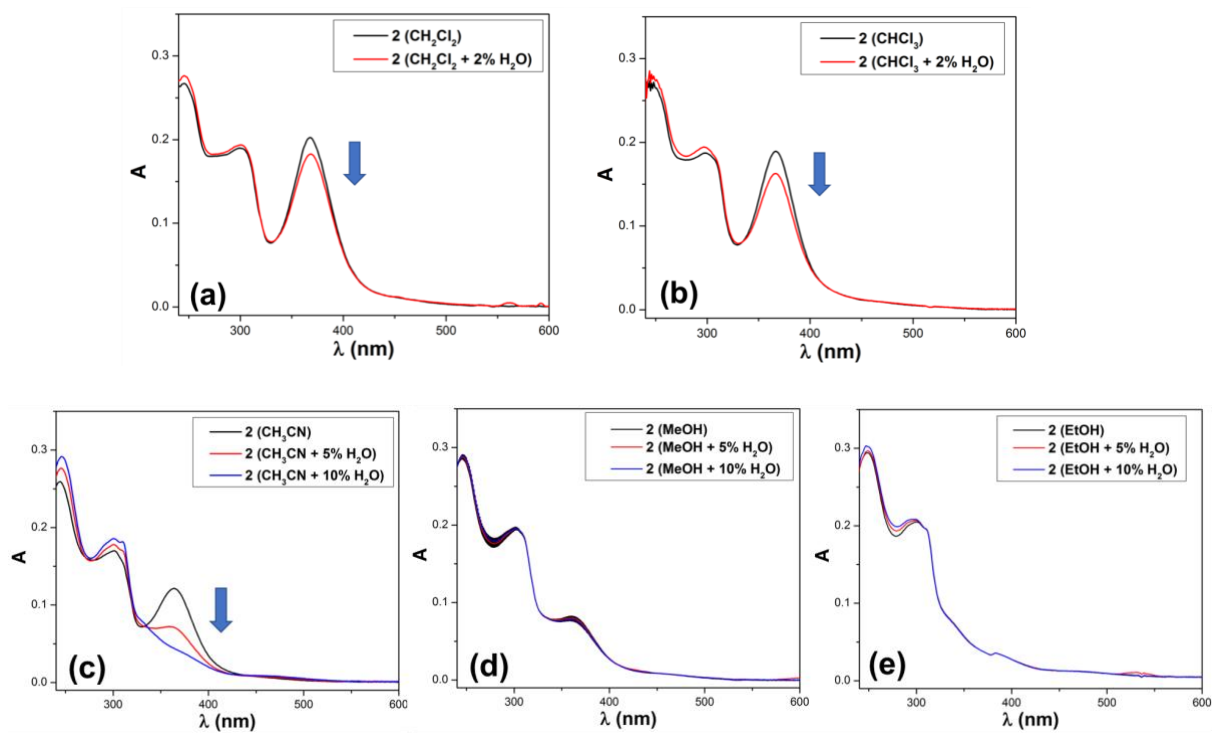 2 (CH₂Cl₂)
2 (CH₂Cl₂ + 2% H₂O)
0.3
0.2
0.1
0.0
A
(a)
300 400 500 600
λ (nm)
2 (CHCl₃)
2 (CHCl₃ + 2% H₂O)
0.3
0.2
0.1
0.0
A
(b)
300 400 500 600
λ (nm)
2 (CH₃CN)
2 (CH₃CN + 5% H₂O)
2 (CH₃CN + 10% H₂O)
0.3
0.2
0.1
0.0
A
(c)
300 400 500 600
λ (nm)
2 (MeOH)
2 (MeOH + 5% H₂O)
2 (MeOH + 10% H₂O)
0.3
0.2
0.1
0.0
A
(d)
300 400 500 600
λ (nm)
2 (EtOH)
2 (EtOH + 5% H₂O)
2 (EtOH + 10% H₂O)
0.3
0.2
0.1
0.0
A
(e)
300 400 500 600
λ (nm)